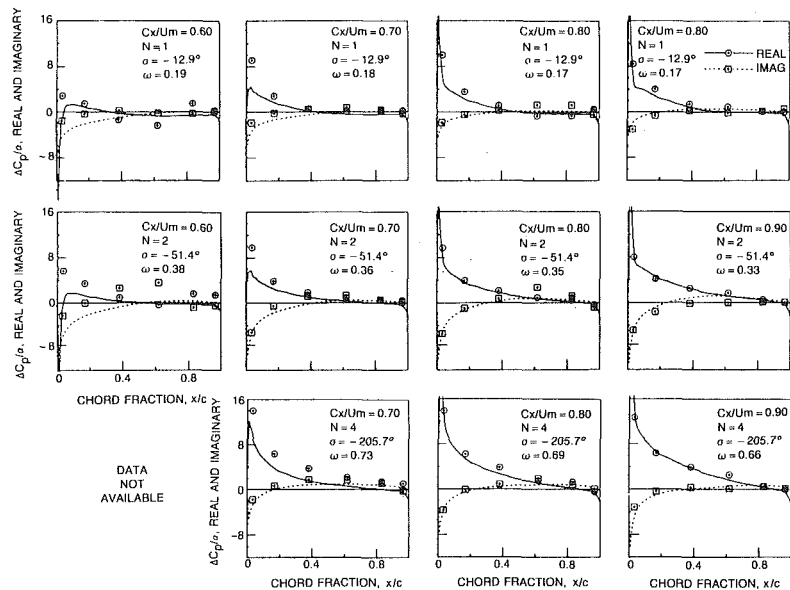 ΔCp/α, REAL AND IMAGINARY
16
8
0
−8
Cx/Um = 0.60
N = 1
σ = −12.9°
ω = 0.19
16
8
0
Cx/Um = 0.70
N = 1
σ = −12.9°
ω = 0.18
Cx/Um = 0.80
N = 1
σ = −12.9°
ω = 0.17
Cx/Um = 0.80
N = 1
σ = −12.9°
ω = 0.17
REAL
IMAG
ΔCp/α, REAL AND IMAGINARY
16
8
0
−8
Cx/Um = 0.60
N = 2
σ = −51.4°
ω = 0.38
Cx/Um = 0.70
N = 2
σ = −51.4°
ω = 0.36
Cx/Um = 0.80
N = 2
σ = −51.4°
ω = 0.35
Cx/Um = 0.90
N = 2
σ = −51.4°
ω = 0.33
0 0.4 0.8
CHORD FRACTION, x/c
DATA
NOT
AVAILABLE
ΔCp/α, REAL AND IMAGINARY
16
8
0
−8
Cx/Um = 0.70
N = 4
σ = −205.7°
ω = 0.73
Cx/Um = 0.80
N = 4
σ = −205.7°
ω = 0.69
Cx/Um = 0.90
N = 4
σ = −205.7°
ω = 0.66
0 0.4 0.8
0 0.4 0.8
0 0.4 0.8
CHORD FRACTION, x/c
CHORD FRACTION, x/c
CHORD FRACTION, x/c